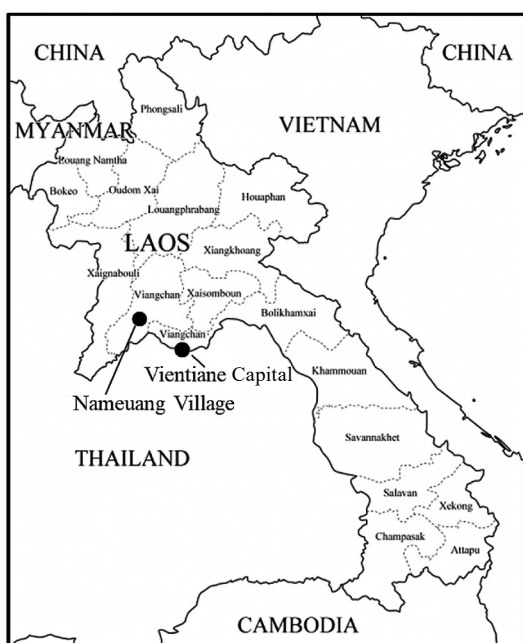 CHINA
CHINA
Phongsali
VIETNAM
MYANMAR
Louang Namtha
Bokeo
Oudom Xai
Houaphan
Louangphrabang
LAOS
Xiangkhoang
Xaignabouli
Viangchan
Xaisomboun
Bolikhamxai
Viangchan
Vientiane Capital
Khammouan
Nameuang Village
Savannakhet
THAILAND
Salavan
Xekong
Champasak
Attapu
CAMBODIA